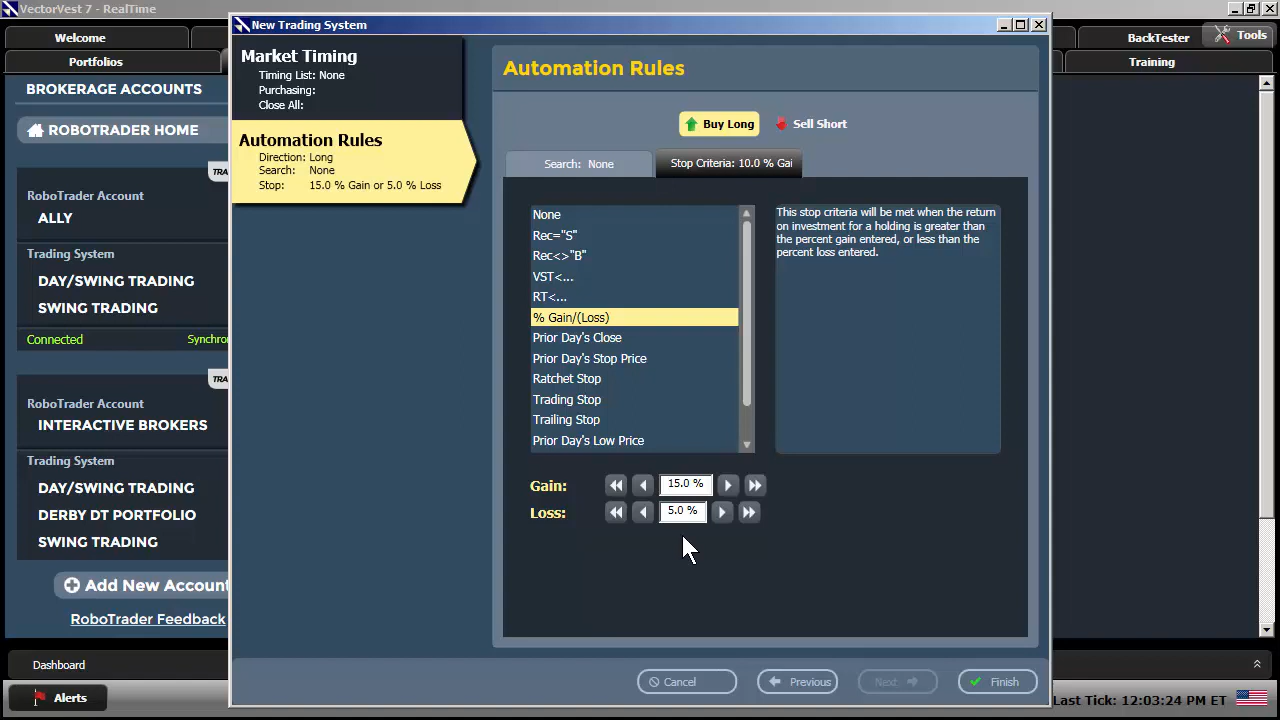 VectorVest 7 - RealTime
New Trading System
Welcome
BackTester
Tools
Portfolios
Training
BROKERAGE ACCOUNTS
ROBOTRADER HOME
TRA
RoboTrader Account
ALLY
Trading System
DAY/SWING TRADING
SWING TRADING
Connected
Synchro
TRA
RoboTrader Account
INTERACTIVE BROKERS
Trading System
DAY/SWING TRADING
DERBY DT PORTFOLIO
SWING TRADING
Add New Account
RoboTrader Feedback
Market Timing
Timing List: None
Purchasing:
Close All:
Automation Rules
Direction: Long
Search: None
Stop: 15.0 % Gain or 5.0 % Loss
Automation Rules
Buy Long
Sell Short
Search: None
Stop Criteria: 10.0 % Gai
None
Rec="S"
Rec<>"B"
VST<...
RT<...
% Gain/(Loss)
Prior Day's Close
Prior Day's Stop Price
Ratchet Stop
Trading Stop
Trailing Stop
Prior Day's Low Price
This stop criteria will be met when the return
on investment for a holding is greater than
the percent gain entered, or less than the
percent loss entered.
Gain: 15.0 %
Loss: 5.0 %
Cancel
Previous
Next
Finish
Dashboard
Alerts
Last Tick: 12:03:24 PM ET